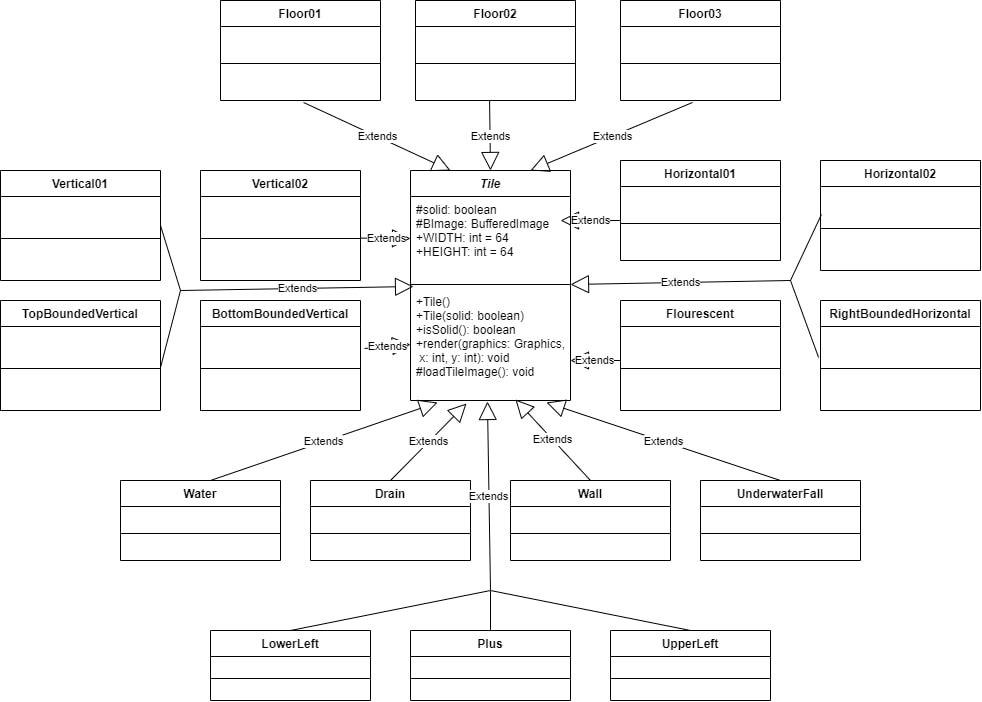 Floor01
Floor02
Floor03
Extends
Extends
Extends
Vertical01
Vertical02
Tile
Horizontal01
Horizontal02
#solid: boolean
#BImage: BufferedImage
+WIDTH: int = 64
+HEIGHT: int = 64
Extends
Extends
Extends
Extends
TopBoundedVertical
BottomBoundedVertical
+Tile()
+Tile(solid: boolean)
+isSolid(): boolean
+render(graphics: Graphics,
x: int, y: int): void
#loadTileImage(): void
Flourescent
RightBoundedHorizontal
Extends
Extends
Extends
Extends
Extends
Extends
Water
Drain
Extends
Wall
UnderwaterFall
LowerLeft
Plus
UpperLeft